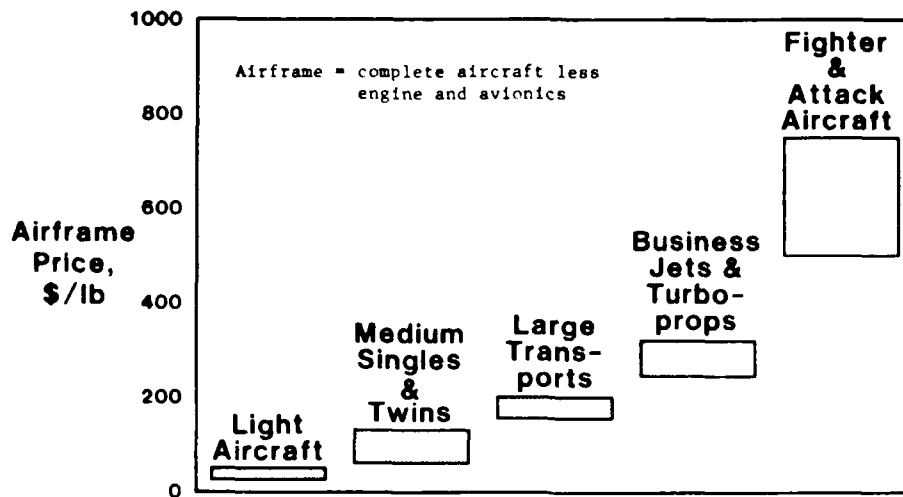 1000
800
600
400
200
0
Airframe
Price,
$/lb
Airframe = complete aircraft less
engine and avionics
Light
Aircraft
Medium
Singles
&
Twins
Large
Trans-
ports
Business
Jets &
Turbo-
props
Fighter
&
Attack
Aircraft